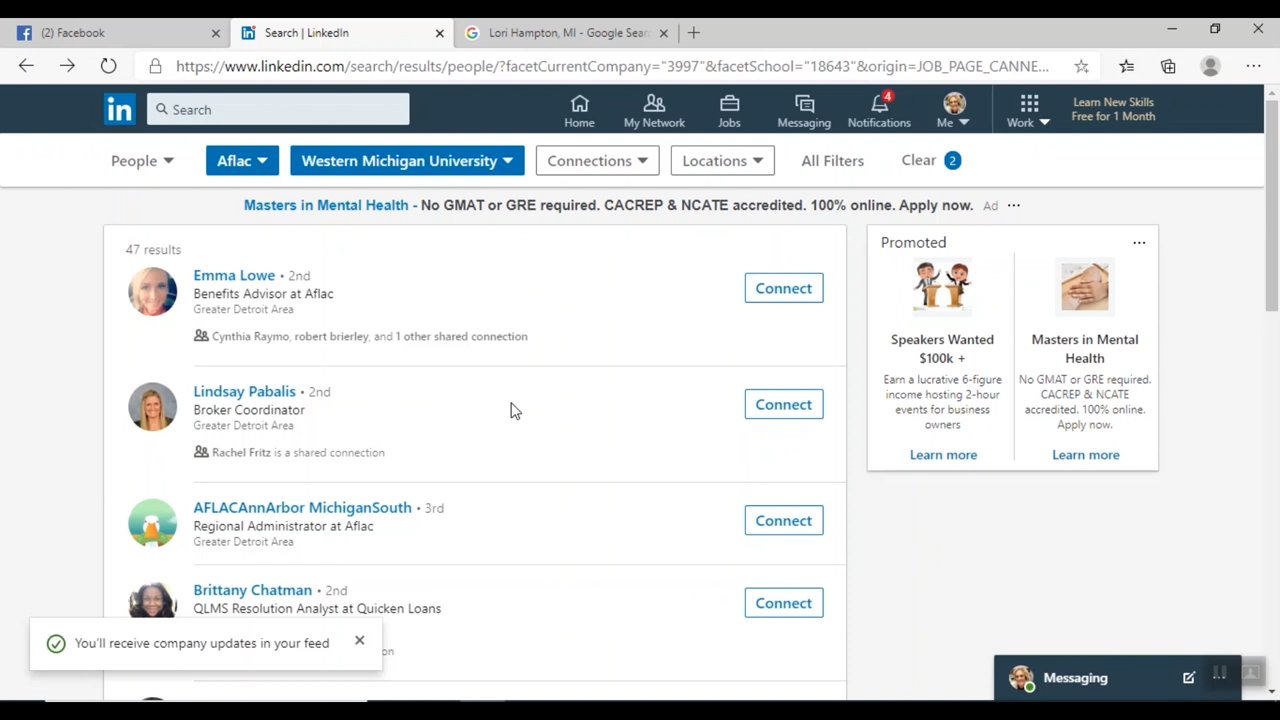 (2) Facebook
Search | LinkedIn
Lori Hampton, MI - Google Sear
https://www.linkedin.com/search/results/people/?facetCurrentCompany="3997"&facetSchool="18643"&origin=JOB_PAGE_CANNE...
in
Search
Home
My Network
Jobs
Messaging
4
Notifications
Me
Work
Learn New Skills
Free for 1 Month
People
Aflac
Western Michigan University
Connections
Locations
All Filters
Clear 2
Masters in Mental Health - No GMAT or GRE required. CACREP & NCATE accredited. 100% online. Apply now. Ad ...
47 results
Emma Lowe • 2nd
Benefits Advisor at Aflac
Greater Detroit Area
Cynthia Raymo, robert brierley, and 1 other shared connection
Connect
Lindsay Pabalis • 2nd
Broker Coordinator
Greater Detroit Area
Rachel Fritz is a shared connection
Connect
AFLACAnnArbor MichiganSouth • 3rd
Regional Administrator at Aflac
Greater Detroit Area
Connect
Brittany Chatman • 2nd
QLMS Resolution Analyst at Quicken Loans
on
Connect
You'll receive company updates in your feed
Promoted
Speakers Wanted
$100k +
Earn a lucrative 6-figure
income hosting 2-hour
events for business
owners
Learn more
Masters in Mental
Health
No GMAT or GRE required.
CACREP & NCATE
accredited. 100% online.
Apply now.
Learn more
Messaging